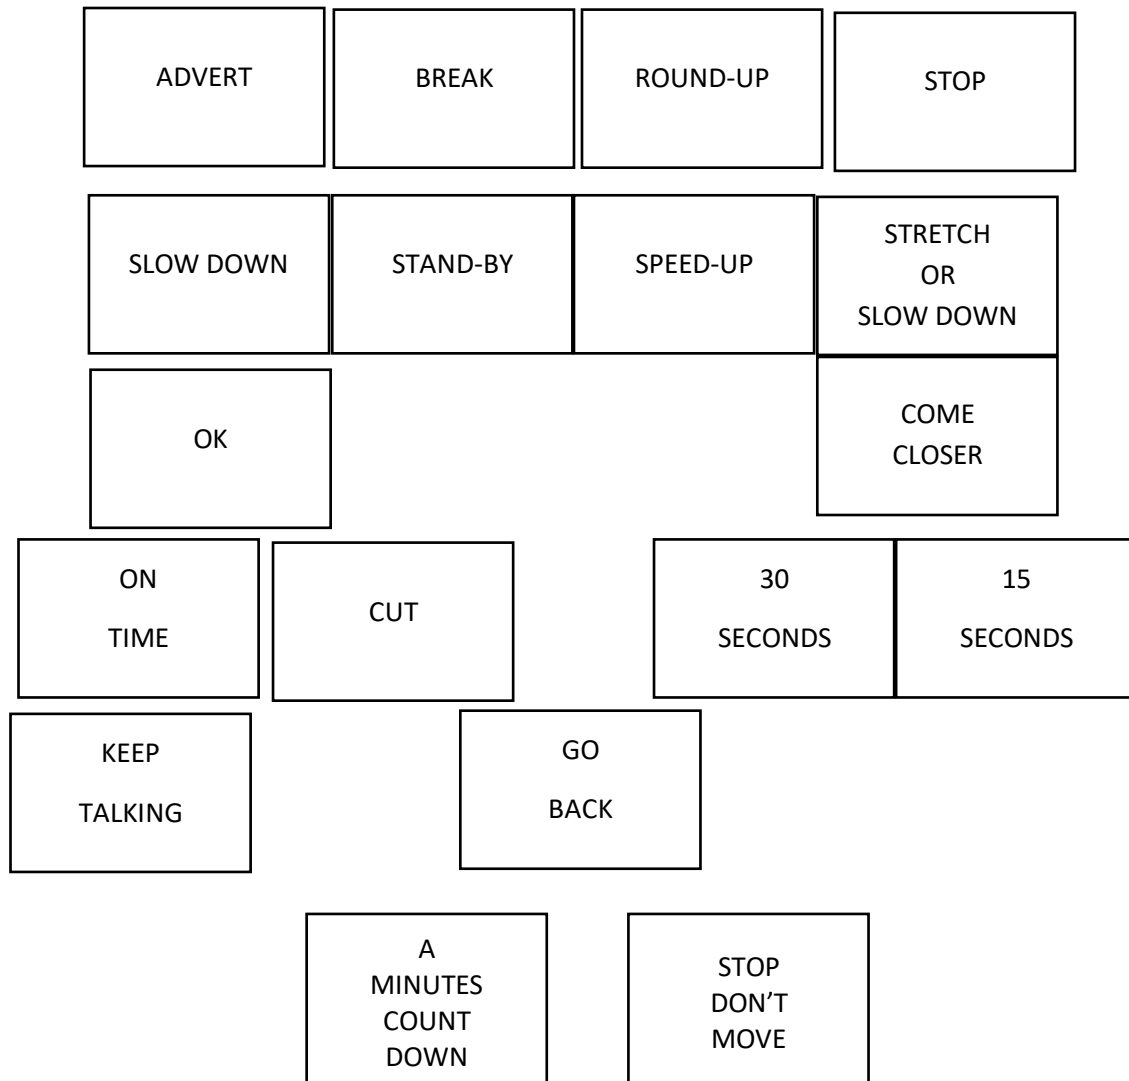 ADVERT
BREAK
ROUND-UP
STOP
SLOW DOWN
STAND-BY
SPEED-UP
STRETCH
OR
SLOW DOWN
OK
COME
CLOSER
ON
TIME
CUT
30
SECONDS
15
SECONDS
KEEP
TALKING
GO
BACK
A
MINUTES
COUNT
DOWN
STOP
DON’T
MOVE